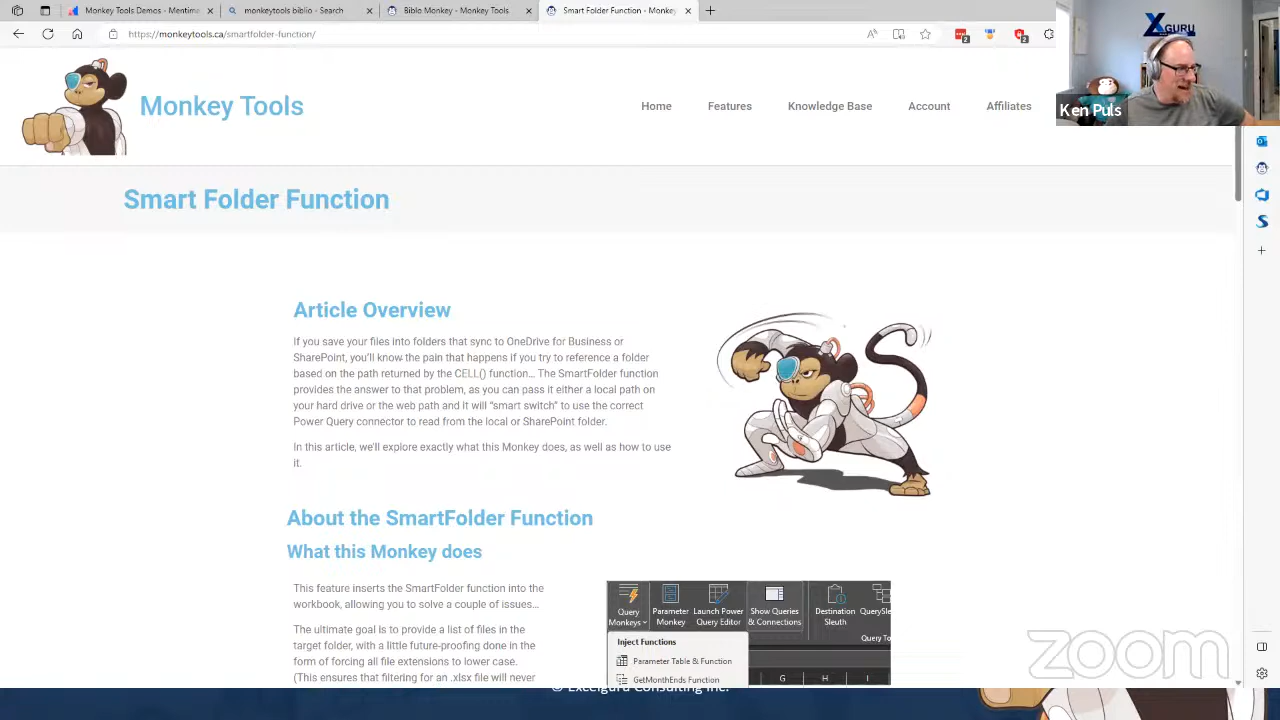 Monkey Tools Demos - Mentime
monkeytools biblio - Search
Bible Monkey - Monkey Tools
Smart Folder Function - Monkey
https://monkeytools.ca/smartfolder-function/
2
2
XLGURU
Ken Puls
Monkey Tools
Home
Features
Knowledge Base
Account
Affiliates
Smart Folder Function
Article Overview
If you save your files into folders that sync to OneDrive for Business or
SharePoint, you'll know the pain that happens if you try to reference a folder
based on the path returned by the CELL() function... The SmartFolder function
provides the answer to that problem, as you can pass it either a local path on
your hard drive or the web path and it will "smart switch" to use the correct
Power Query connector to read from the local or SharePoint folder.
In this article, we'll explore exactly what this Monkey does, as well as how to use
it.
About the SmartFolder Function
What this Monkey does
This feature inserts the SmartFolder function into the
workbook, allowing you to solve a couple of issues...
The ultimate goal is to provide a list of files in the
target folder, with a little future-proofing done in the
form of forcing all file extensions to lower case.
(This ensures that filtering for an .xlsx file will never
Query Monkeys
Parameter Monkey
Launch Power Query Editor
Show Queries & Connections
Destination Sleuth
QuerySle
Query To
Inject Functions
Parameter Table & Function
GetMonthEnds Function
G
H
I
zoom
© Excelguru Consulting Inc.